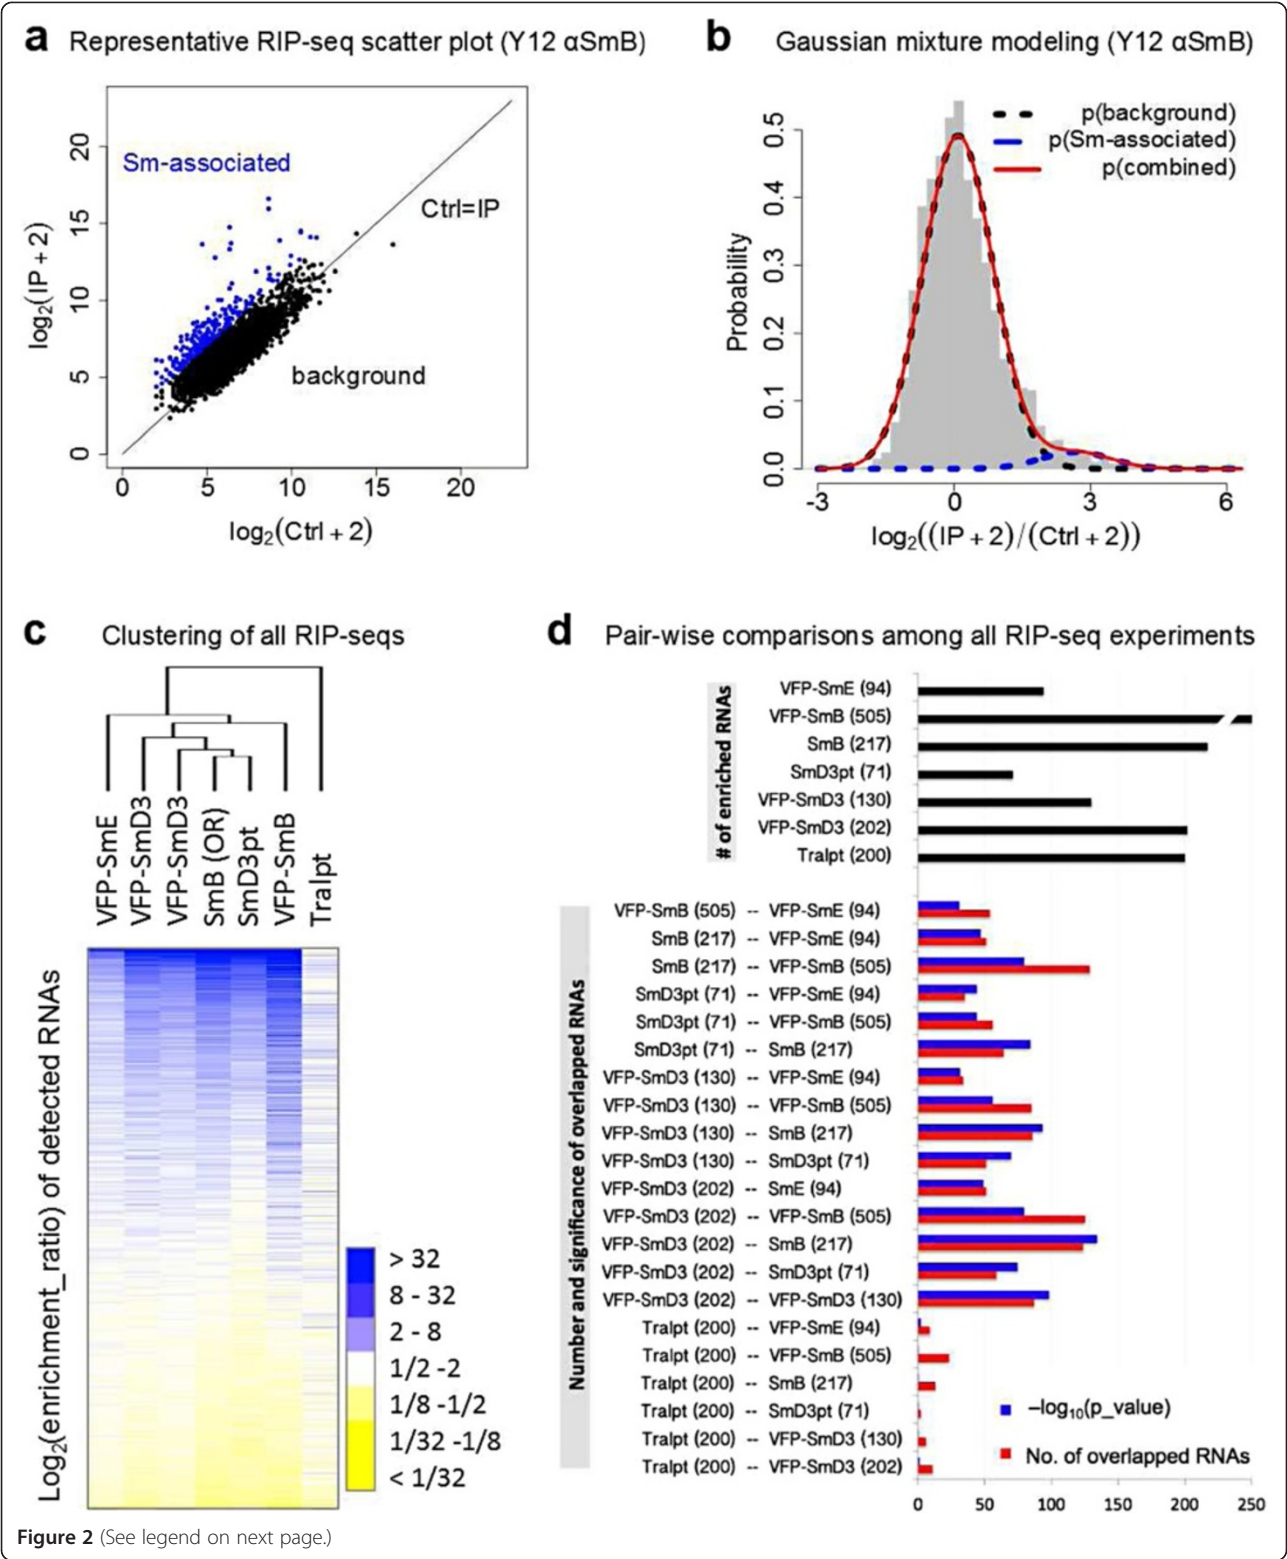 a Representative RIP-seq scatter plot (Y12 αSmB)
Sm-associated
Ctrl=IP
background
log2(IP + 2)
0
5
10
15
20
0
5
10
15
20
log2(Ctrl + 2)
b Gaussian mixture modeling (Y12 αSmB)
p(background)
p(Sm-associated)
p(combined)
Probability
0.0
0.1
0.2
0.3
0.4
0.5
-3
0
3
6
log2((IP + 2)/(Ctrl + 2))
c Clustering of all RIP-seqs
VFP-SmE
VFP-SmD3
VFP-SmD3
SmB (OR)
SmD3pt
VFP-SmB
Tralpt
Log2(enrichment_ratio) of detected RNAs
> 32
8 - 32
2 - 8
1/2 -2
1/8 -1/2
1/32 -1/8
< 1/32
d Pair-wise comparisons among all RIP-seq experiments
# of enriched RNAs
VFP-SmE (94)
VFP-SmB (505)
SmB (217)
SmD3pt (71)
VFP-SmD3 (130)
VFP-SmD3 (202)
Tralpt (200)
Number and significance of overlapped RNAs
VFP-SmB (505) -- VFP-SmE (94)
SmB (217) -- VFP-SmE (94)
SmB (217) -- VFP-SmB (505)
SmD3pt (71) -- VFP-SmE (94)
SmD3pt (71) -- VFP-SmB (505)
SmD3pt (71) -- SmB (217)
VFP-SmD3 (130) -- VFP-SmE (94)
VFP-SmD3 (130) -- VFP-SmB (505)
VFP-SmD3 (130) -- SmB (217)
VFP-SmD3 (130) -- SmD3pt (71)
VFP-SmD3 (202) -- SmE (94)
VFP-SmD3 (202) -- VFP-SmB (505)
VFP-SmD3 (202) -- SmB (217)
VFP-SmD3 (202) -- SmD3pt (71)
VFP-SmD3 (202) -- VFP-SmD3 (130)
Tralpt (200) -- VFP-SmE (94)
Tralpt (200) -- VFP-SmB (505)
Tralpt (200) -- SmB (217)
Tralpt (200) -- SmD3pt (71)
Tralpt (200) -- VFP-SmD3 (130)
Tralpt (200) -- VFP-SmD3 (202)
–log10(p_value)
No. of overlapped RNAs
0
50
100
150
200
250
Figure 2 (See legend on next page.)